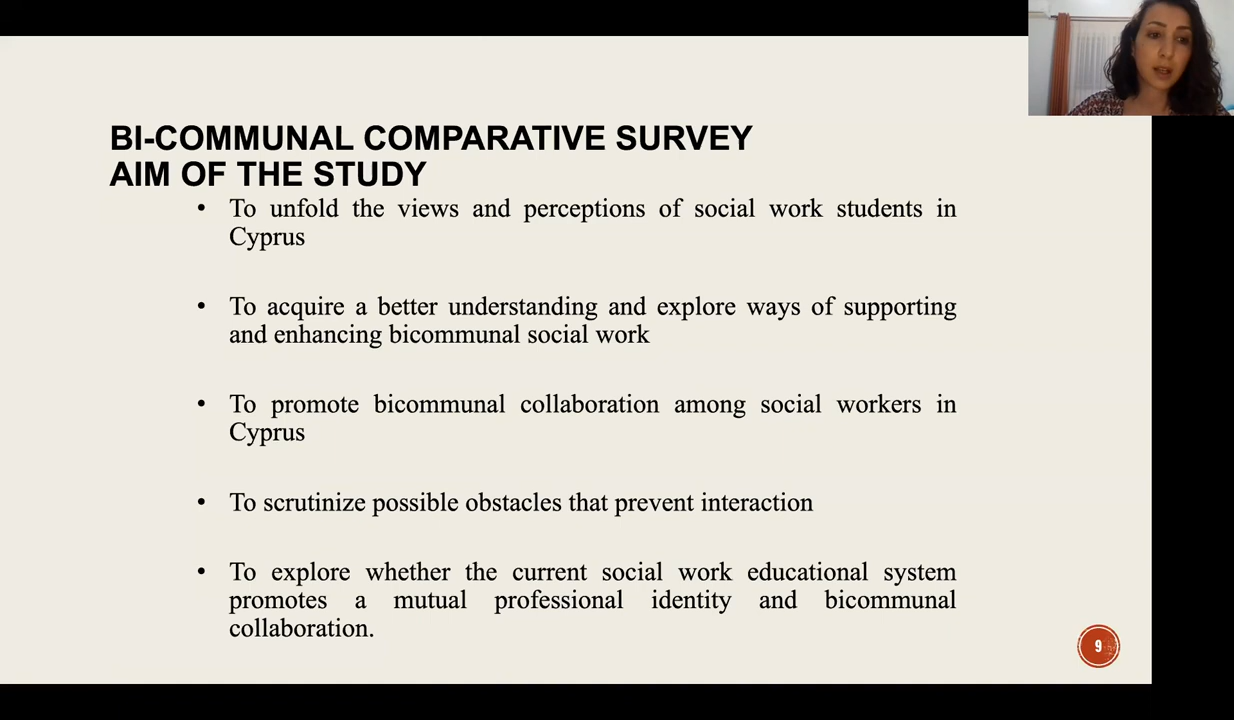 BI-COMMUNAL COMPARATIVE SURVEY
AIM OF THE STUDY
• To unfold the views and perceptions of social work students in
Cyprus
• To acquire a better understanding and explore ways of supporting
and enhancing bicommunal social work
• To promote bicommunal collaboration among social workers in
Cyprus
• To scrutinize possible obstacles that prevent interaction
• To explore whether the current social work educational system
promotes a mutual professional identity and bicommunal
collaboration.
9